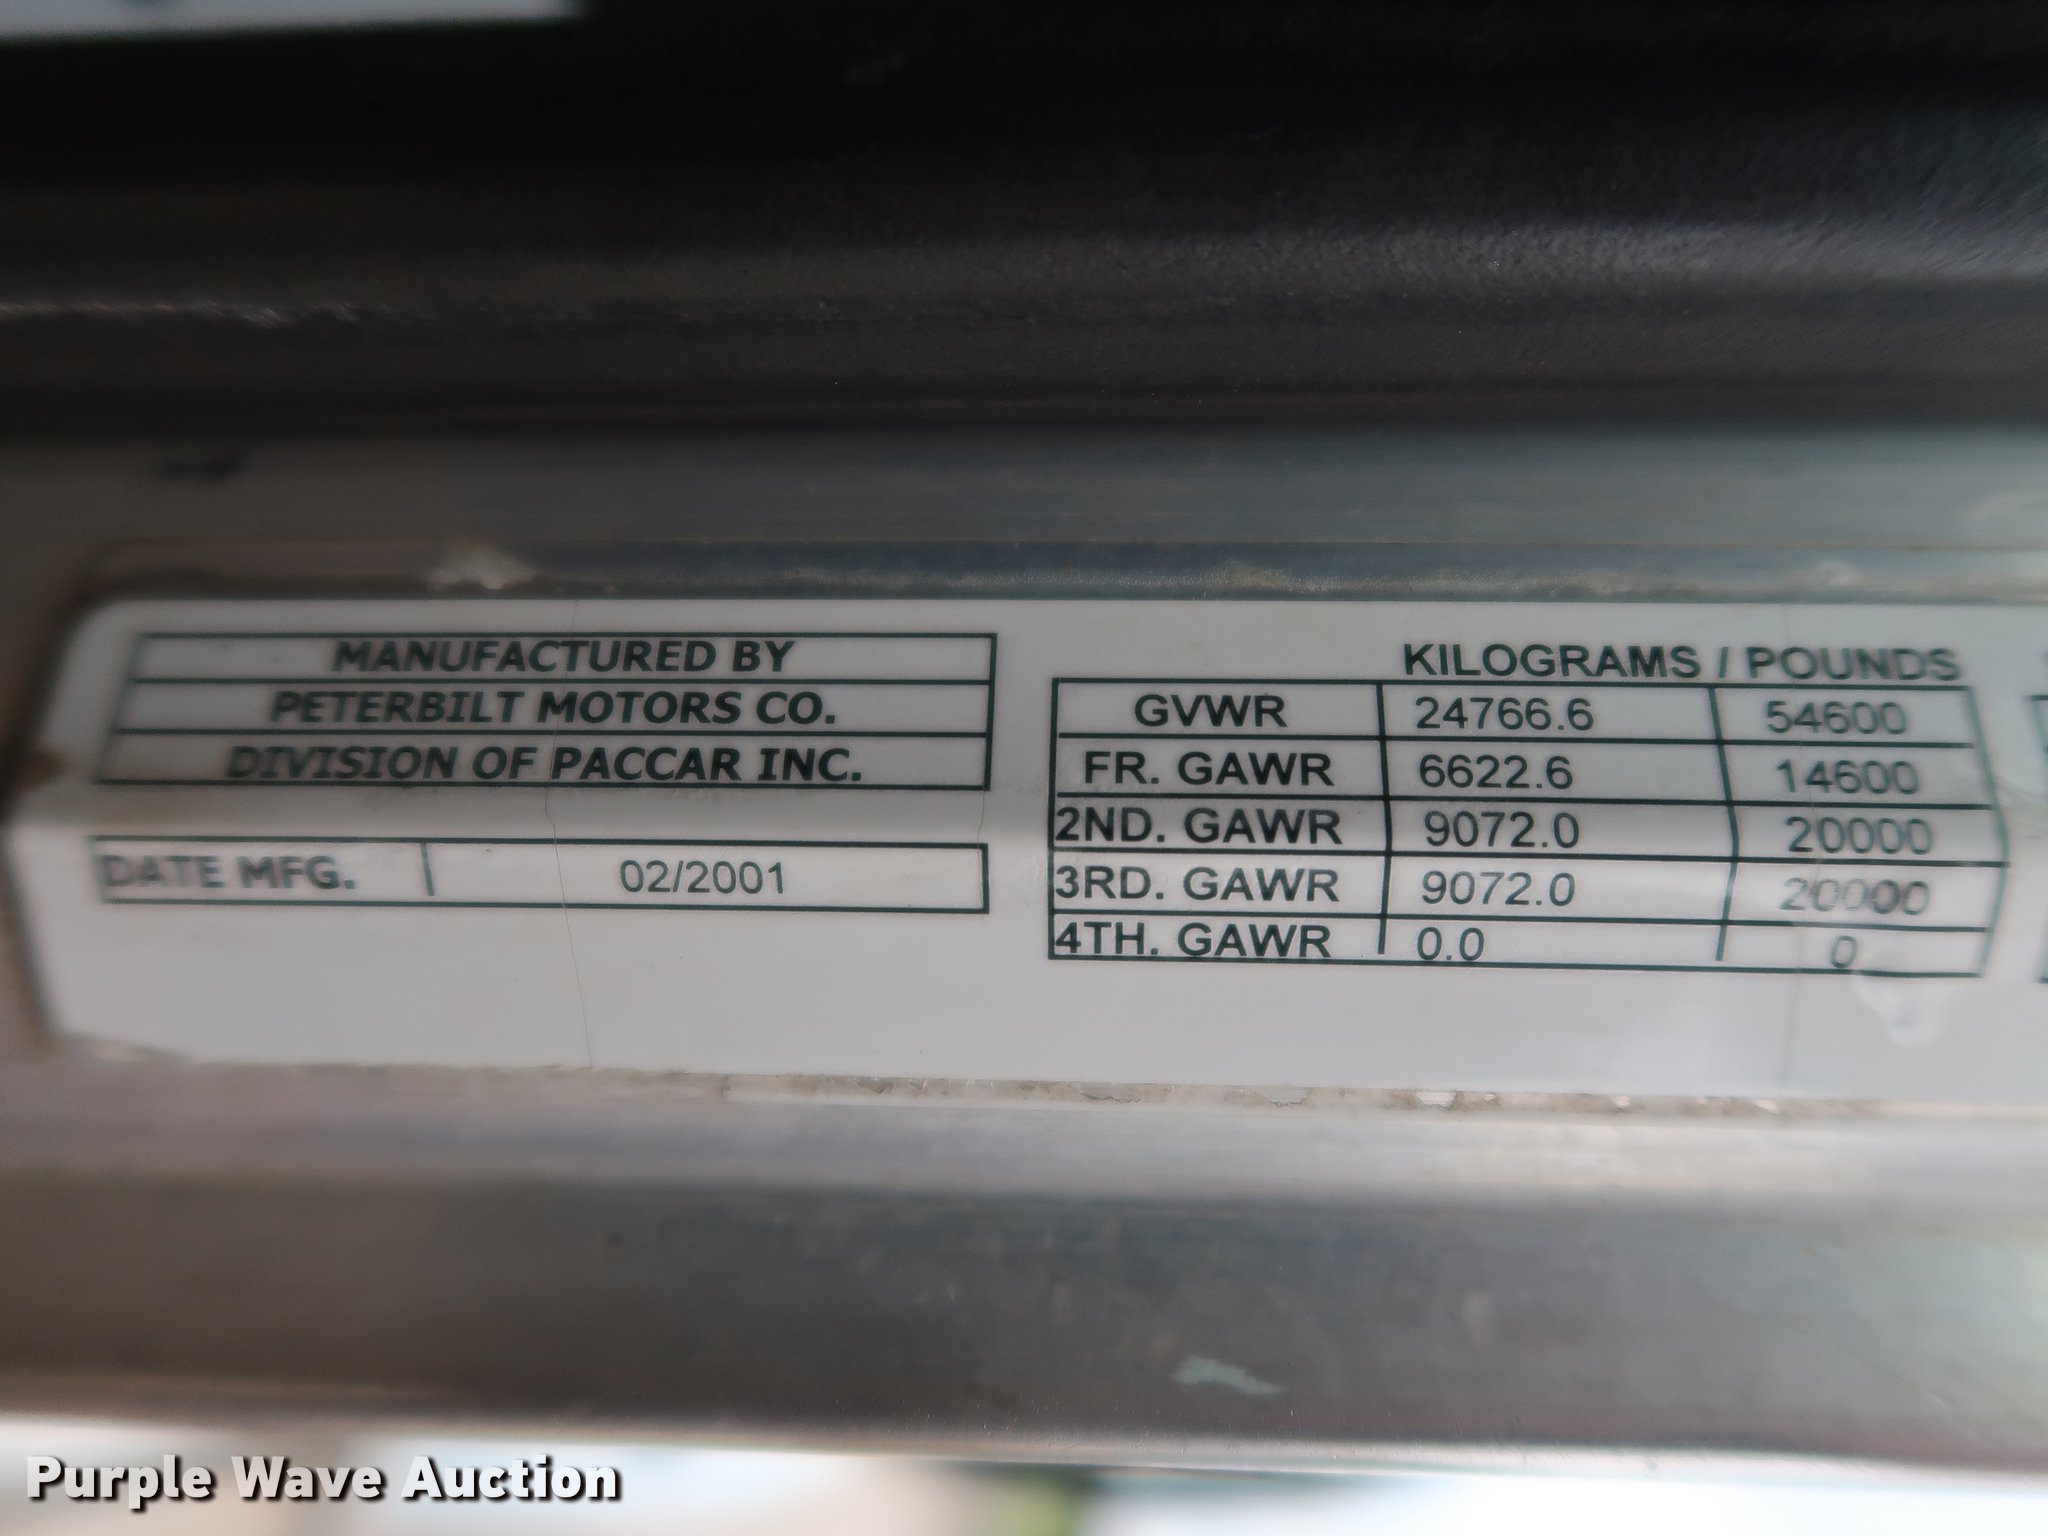 MANUFACTURED BY
PETERBILT MOTORS CO.
DIVISION OF PACCAR INC.
DATE MFG. 02/2001
KILOGRAMS / POUNDS
GVWR 24766.6 54600
FR. GAWR 6622.6 14600
2ND. GAWR 9072.0 20000
3RD. GAWR 9072.0 20000
4TH. GAWR 0.0 0
Purple Wave Auction